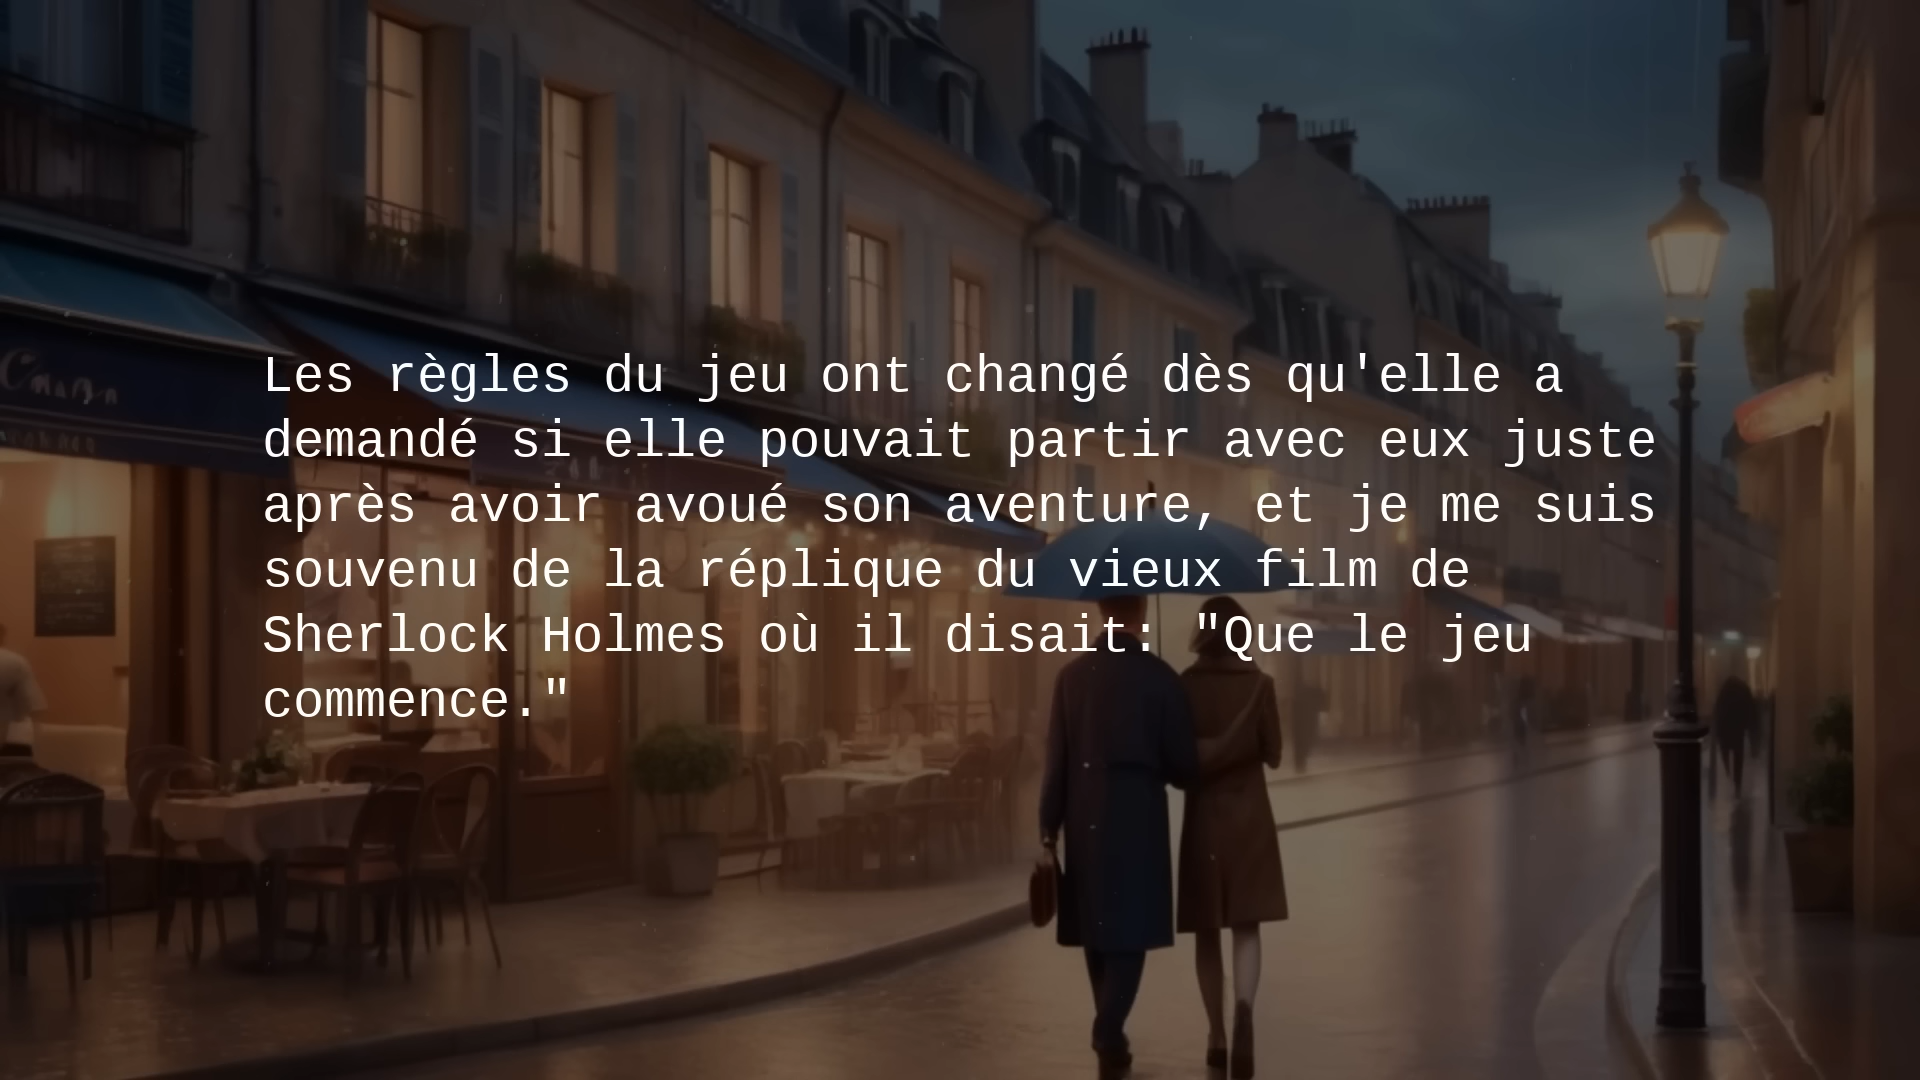 Les règles du jeu ont changé dès qu'elle a
demandé si elle pouvait partir avec eux juste
après avoir avoué son aventure, et je me suis
souvenu de la réplique du vieux film de
Sherlock Holmes où il disait: "Que le jeu
commence."